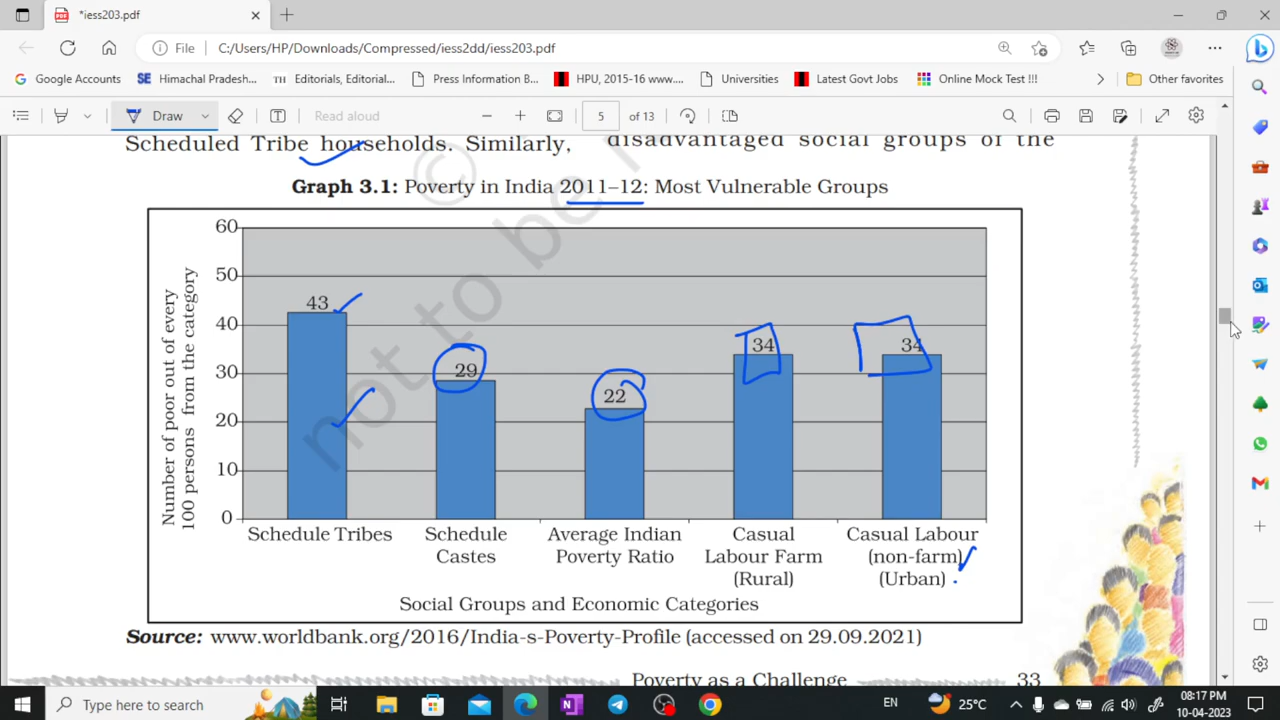 *iess203.pdf
File
C:/Users/HP/Downloads/Compressed/iess2dd/iess203.pdf
Google Accounts
SE Himachal Pradesh...
TH Editorials, Editorial...
Press Information B...
HPU, 2015-16 www....
Universities
Latest Govt Jobs
Online Mock Test !!!
Other favorites
Draw
Read aloud
5 of 13
Scheduled Tribe households. Similarly,
disadvantaged social groups of the
Graph 3.1: Poverty in India 2011–12: Most Vulnerable Groups
Number of poor out of every
100 persons from the category
60
50
40
30
20
10
0
43
29
22
34
34
Schedule Tribes
Schedule
Castes
Average Indian
Poverty Ratio
Casual
Labour Farm
(Rural)
Casual Labour
(non-farm)
(Urban)
Social Groups and Economic Categories
© not to be
Source: www.worldbank.org/2016/India-s-Poverty-Profile (accessed on 29.09.2021)
Poverty as a Challenge 33
Type here to search
25°C
EN
08:17 PM
10-04-2023